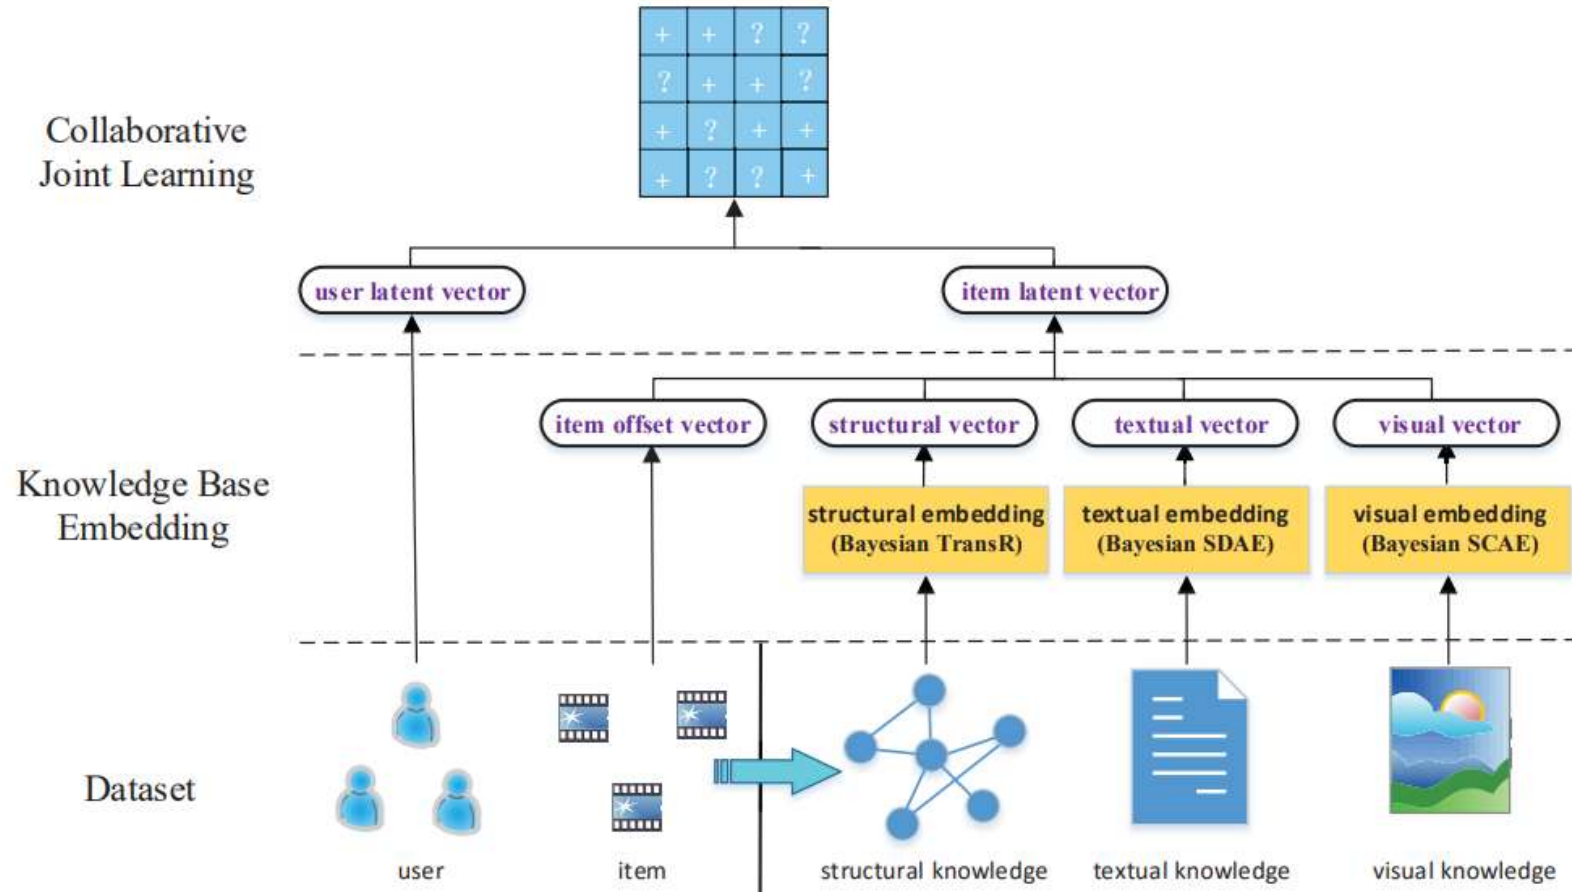 + + ? ?
? + + ?
+ ? + +
+ ? ? +
Collaborative
Joint Learning
user latent vector
item latent vector
item offset vector
structural vector
textual vector
visual vector
Knowledge Base
Embedding
structural embedding
(Bayesian TransR)
textual embedding
(Bayesian SDAE)
visual embedding
(Bayesian SCAE)
Dataset
user
item
structural knowledge
textual knowledge
visual knowledge